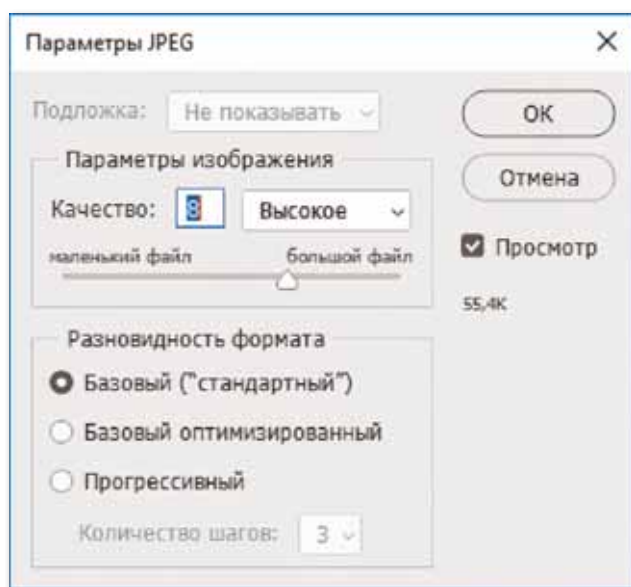 Параметры JPEG
Подложка: Не показывать
Параметры изображения
Качество: 8 Высокое
маленький файл большой файл
Разновидность формата
Базовый ("стандартный")
Базовый оптимизированный
Прогрессивный
Количество шагов: 3
ОК
Отмена
Просмотр
55,4K